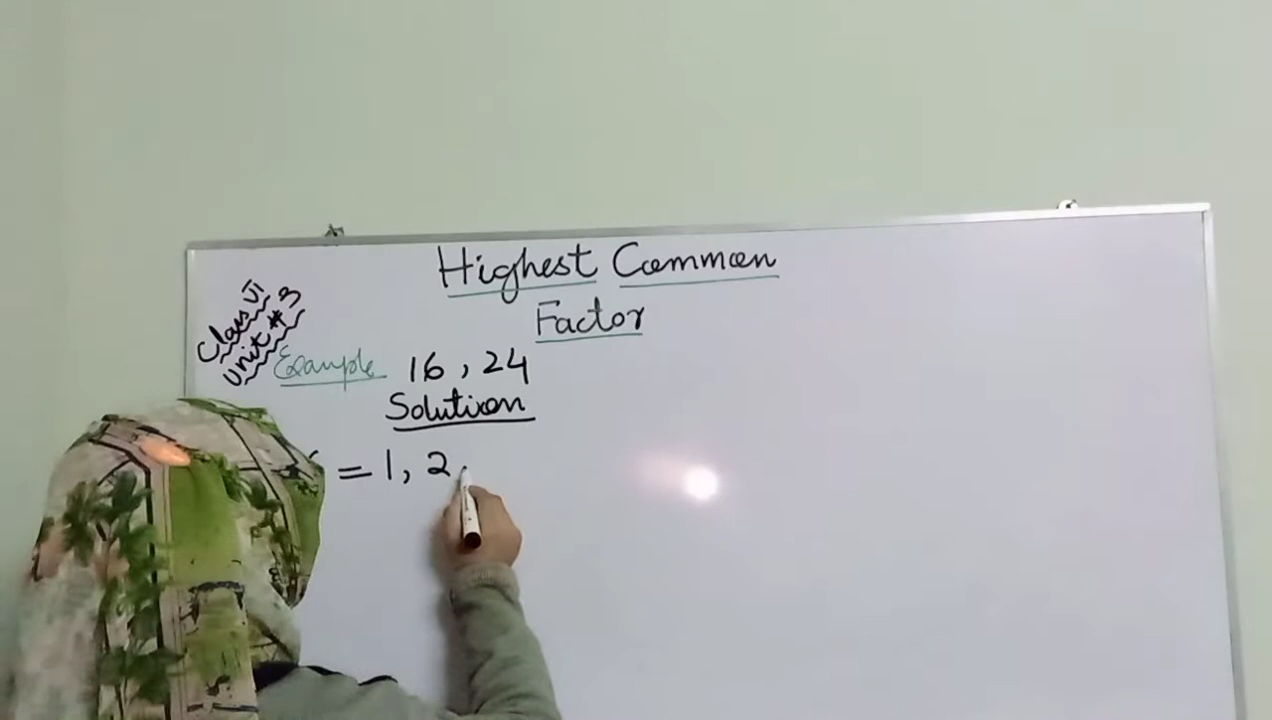 Highest Common
Factor
Class VI
Unit # 3
Example 16, 24
Solution
= 1, 2,